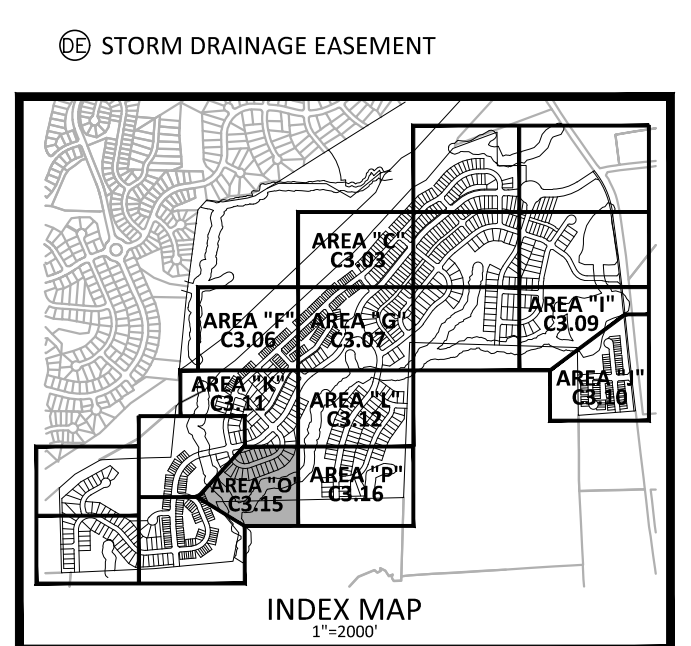 DE STORM DRAINAGE EASEMENT
AREA "C"
C3.03
AREA "F"
C3.06
AREA "G"
C3.07
AREA "I"
C3.09
AREA "J"
C3.10
AREA "K"
C3.11
AREA "L"
C3.12
AREA "O"
C3.15
AREA "P"
C3.16
INDEX MAP
1"=2000'